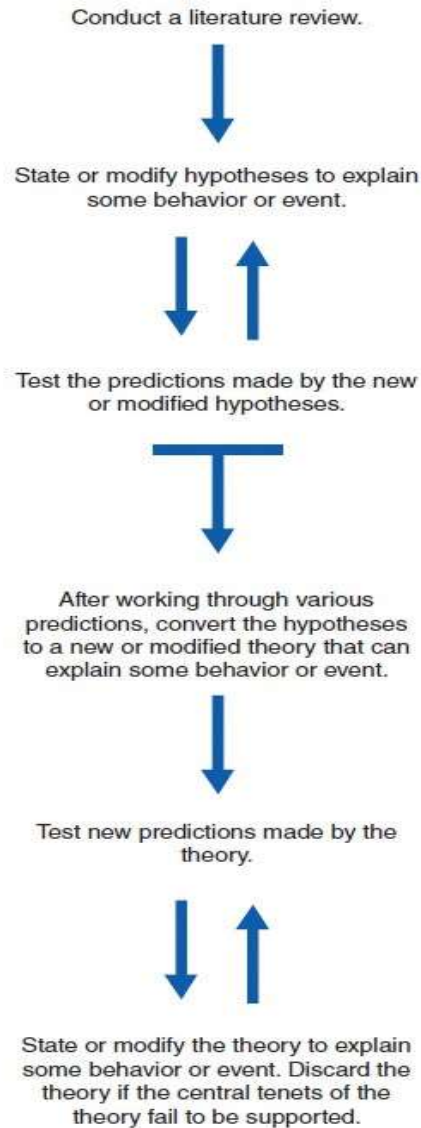 Conduct a literature review.
State or modify hypotheses to explain
some behavior or event.
Test the predictions made by the new
or modified hypotheses.
After working through various
predictions, convert the hypotheses
to a new or modified theory that can
explain some behavior or event.
Test new predictions made by the
theory.
State or modify the theory to explain
some behavior or event. Discard the
theory if the central tenets of the
theory fail to be supported.